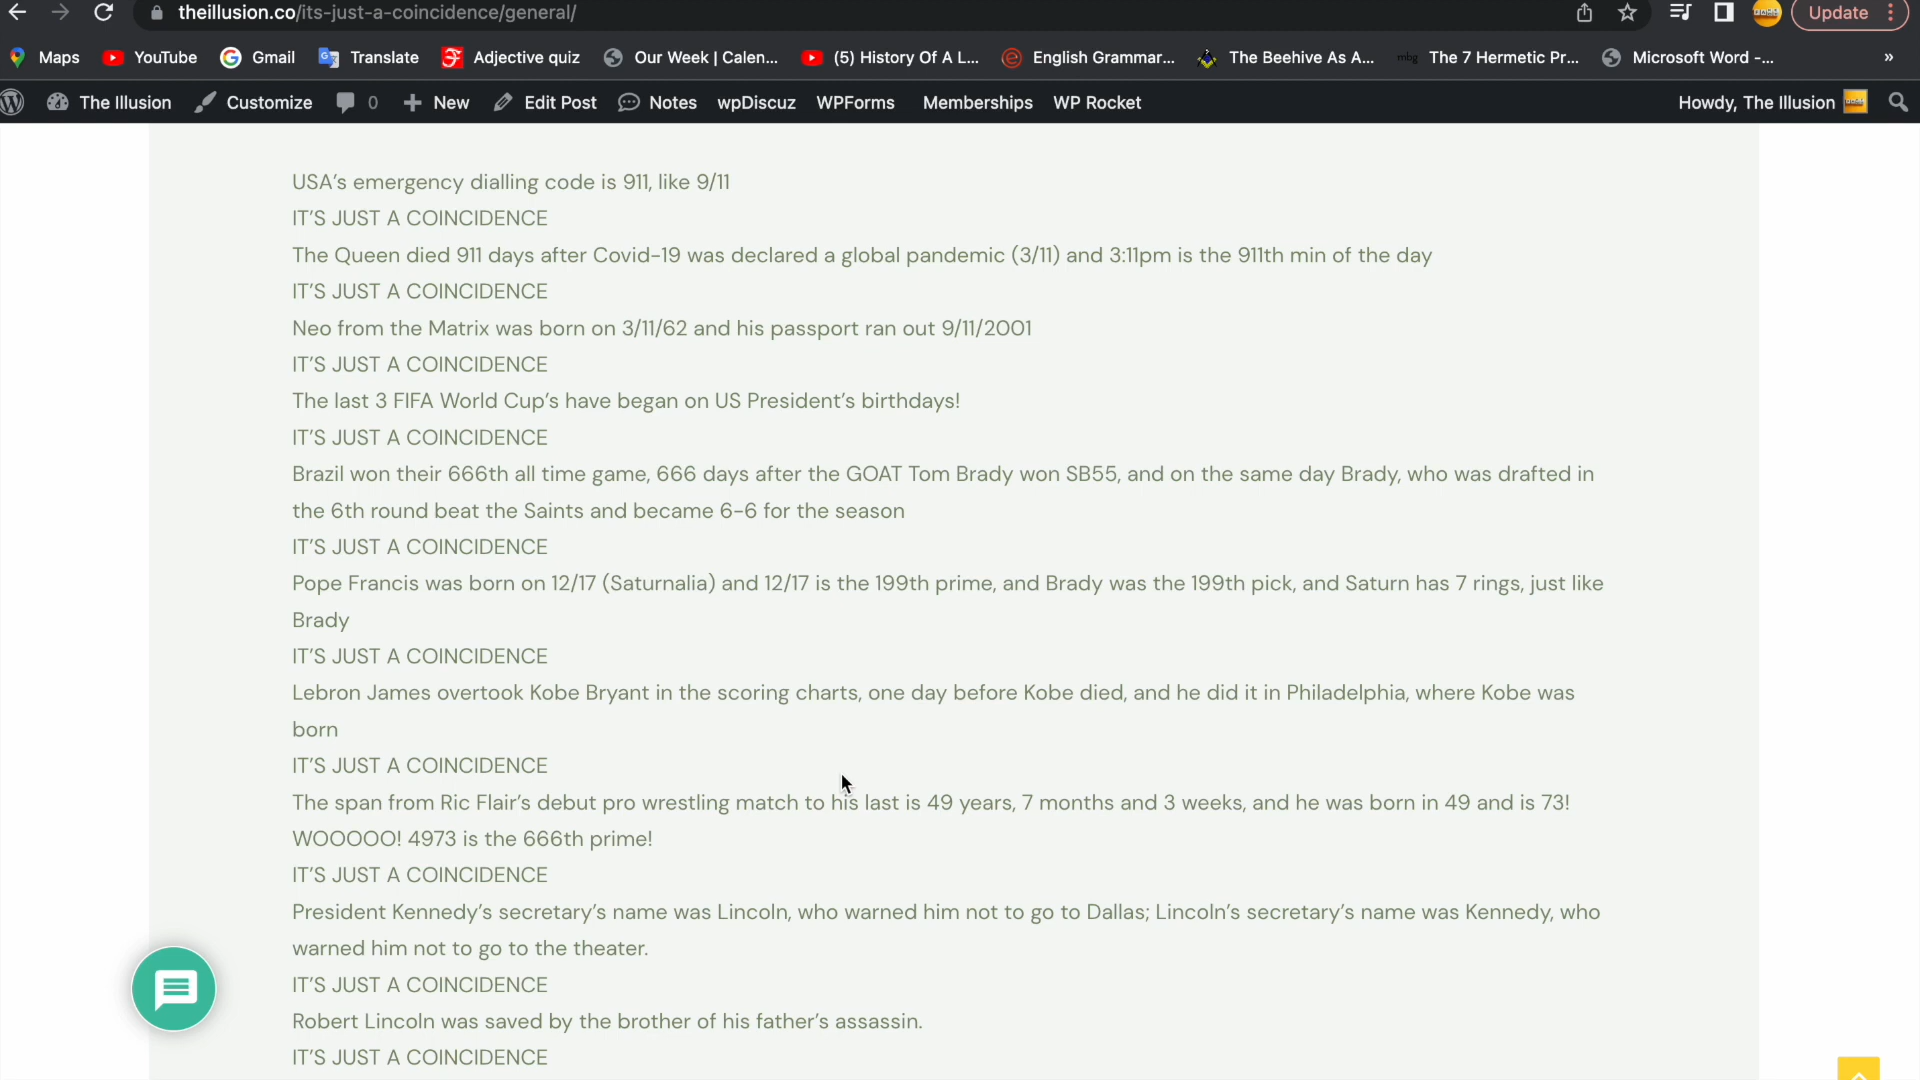 theillusion.co/its-just-a-coincidence/general/
Update
Maps
YouTube
Gmail
Translate
Adjective quiz
Our Week | Calen...
(5) History Of A L...
English Grammar...
The Beehive As A...
mbg
The 7 Hermetic Pr...
Microsoft Word -...
»
The Illusion
Customize
0
New
Edit Post
Notes
wpDiscuz
WPForms
Memberships
WP Rocket
Howdy, The Illusion
USA’s emergency dialling code is 911, like 9/11
IT’S JUST A COINCIDENCE
The Queen died 911 days after Covid-19 was declared a global pandemic (3/11) and 3:11pm is the 911th min of the day
IT’S JUST A COINCIDENCE
Neo from the Matrix was born on 3/11/62 and his passport ran out 9/11/2001
IT’S JUST A COINCIDENCE
The last 3 FIFA World Cup’s have began on US President’s birthdays!
IT’S JUST A COINCIDENCE
Brazil won their 666th all time game, 666 days after the GOAT Tom Brady won SB55, and on the same day Brady, who was drafted in
the 6th round beat the Saints and became 6-6 for the season
IT’S JUST A COINCIDENCE
Pope Francis was born on 12/17 (Saturnalia) and 12/17 is the 199th prime, and Brady was the 199th pick, and Saturn has 7 rings, just like
Brady
IT’S JUST A COINCIDENCE
Lebron James overtook Kobe Bryant in the scoring charts, one day before Kobe died, and he did it in Philadelphia, where Kobe was
born
IT’S JUST A COINCIDENCE
The span from Ric Flair’s debut pro wrestling match to his last is 49 years, 7 months and 3 weeks, and he was born in 49 and is 73!
WOOOOO! 4973 is the 666th prime!
IT’S JUST A COINCIDENCE
President Kennedy’s secretary’s name was Lincoln, who warned him not to go to Dallas; Lincoln’s secretary’s name was Kennedy, who
warned him not to go to the theater.
IT’S JUST A COINCIDENCE
Robert Lincoln was saved by the brother of his father’s assassin.
IT’S JUST A COINCIDENCE